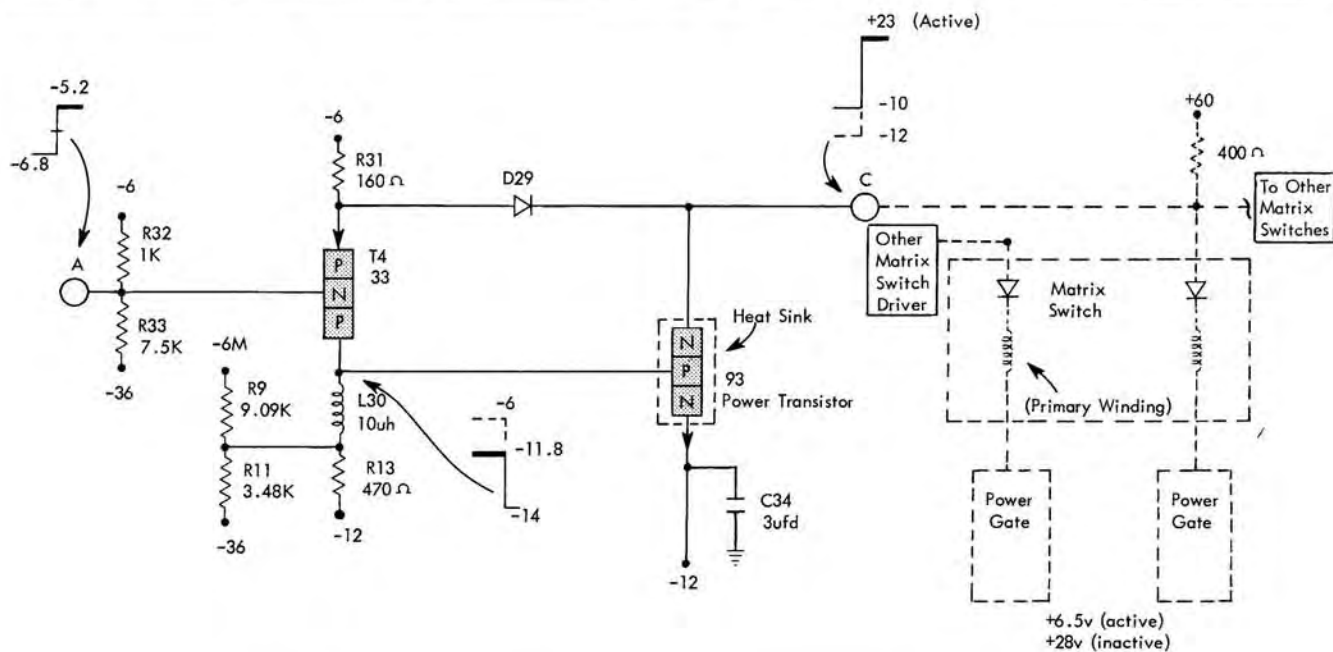 +23 (Active)
-5.2
-10
-12
+60
-6.8
-6
-6
R31
160Ω
D29
C
400Ω
To Other
Matrix
Switches
A
R32
1K
P
N
P
T4
33
Other
Matrix
Switch
Driver
Matrix
Switch
R33
7.5K
-36
Heat Sink
-6M
N
P
N
93
Power Transistor
(Primary Winding)
R9
9.09K
L30
10uh
-6
-11.8
R11
3.48K
R13
470Ω
-14
C34
3ufd
Power
Gate
Power
Gate
-36
-12
-12
+6.5v (active)
+28v (inactive)